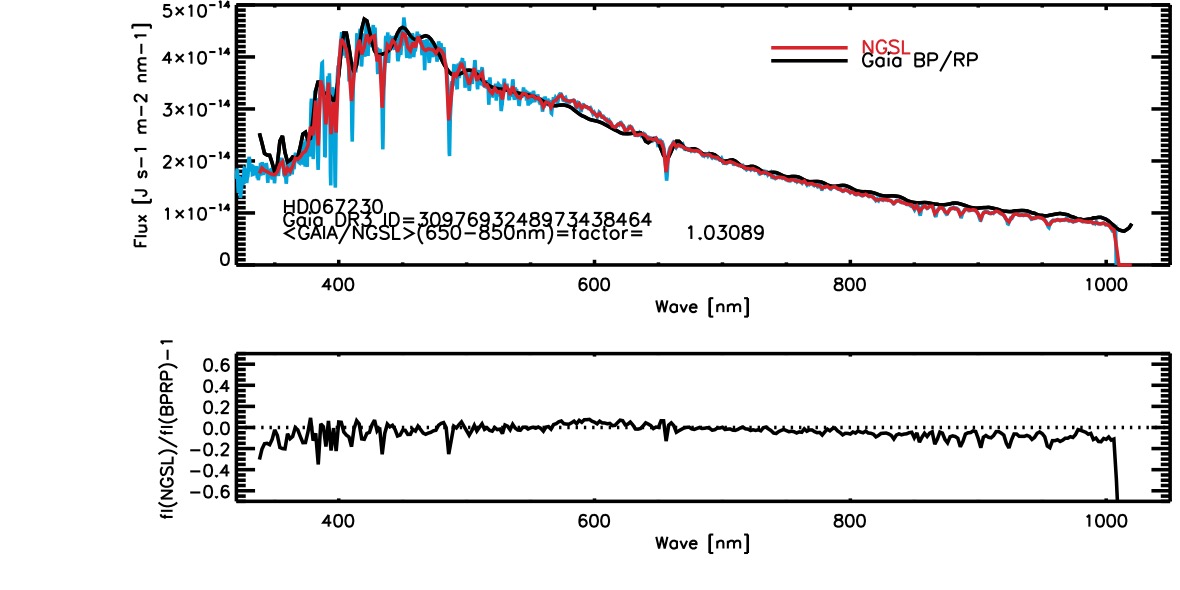 5×10−14
4×10−14
3×10−14
2×10−14
1×10−14
0
Flux [J s−1 m−2 nm−1]
NGSL
Gaia BP/RP
HD067230
Gaia DR3 ID=3097693248973438464
<GAIA/NGSL>(650−850nm)=factor= 1.03089
400 600 800 1000
Wave [nm]
fl(NGSL)/fl(BPRP)−1
0.6
0.4
0.2
0.0
−0.2
−0.4
−0.6
400 600 800 1000
Wave [nm]